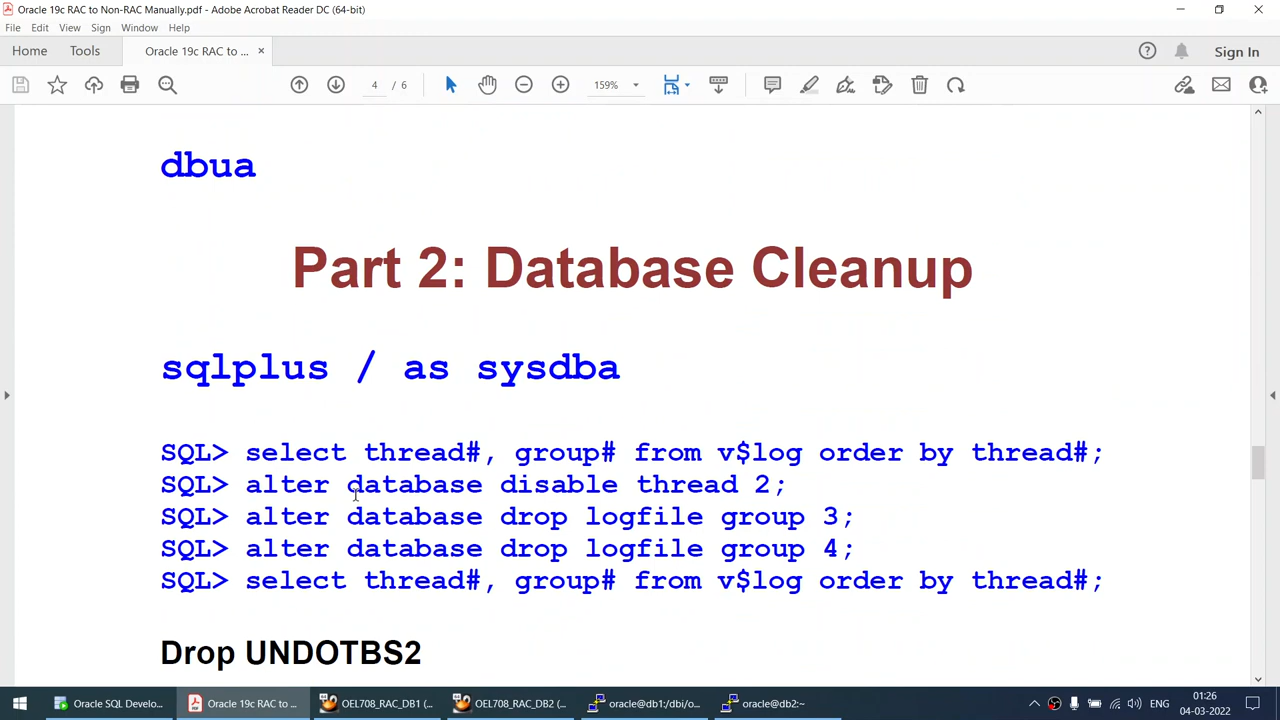 Oracle 19c RAC to Non-RAC Manually.pdf - Adobe Acrobat Reader DC (64-bit)
File Edit View Sign Window Help
Home Tools Oracle 19c RAC to ... × Sign In
4 / 6 159%
dbua
Part 2: Database Cleanup
sqlplus / as sysdba
SQL> select thread#, group# from v$log order by thread#;
SQL> alter database disable thread 2;
SQL> alter database drop logfile group 3;
SQL> alter database drop logfile group 4;
SQL> select thread#, group# from v$log order by thread#;
Drop UNDOTBS2
Oracle SQL Develo... Oracle 19c RAC to ... OEL708_RAC_DB1 (... OEL708_RAC_DB2 (... oracle@db1:/dbi/o... oracle@db2:~ ENG 01:26
04-03-2022